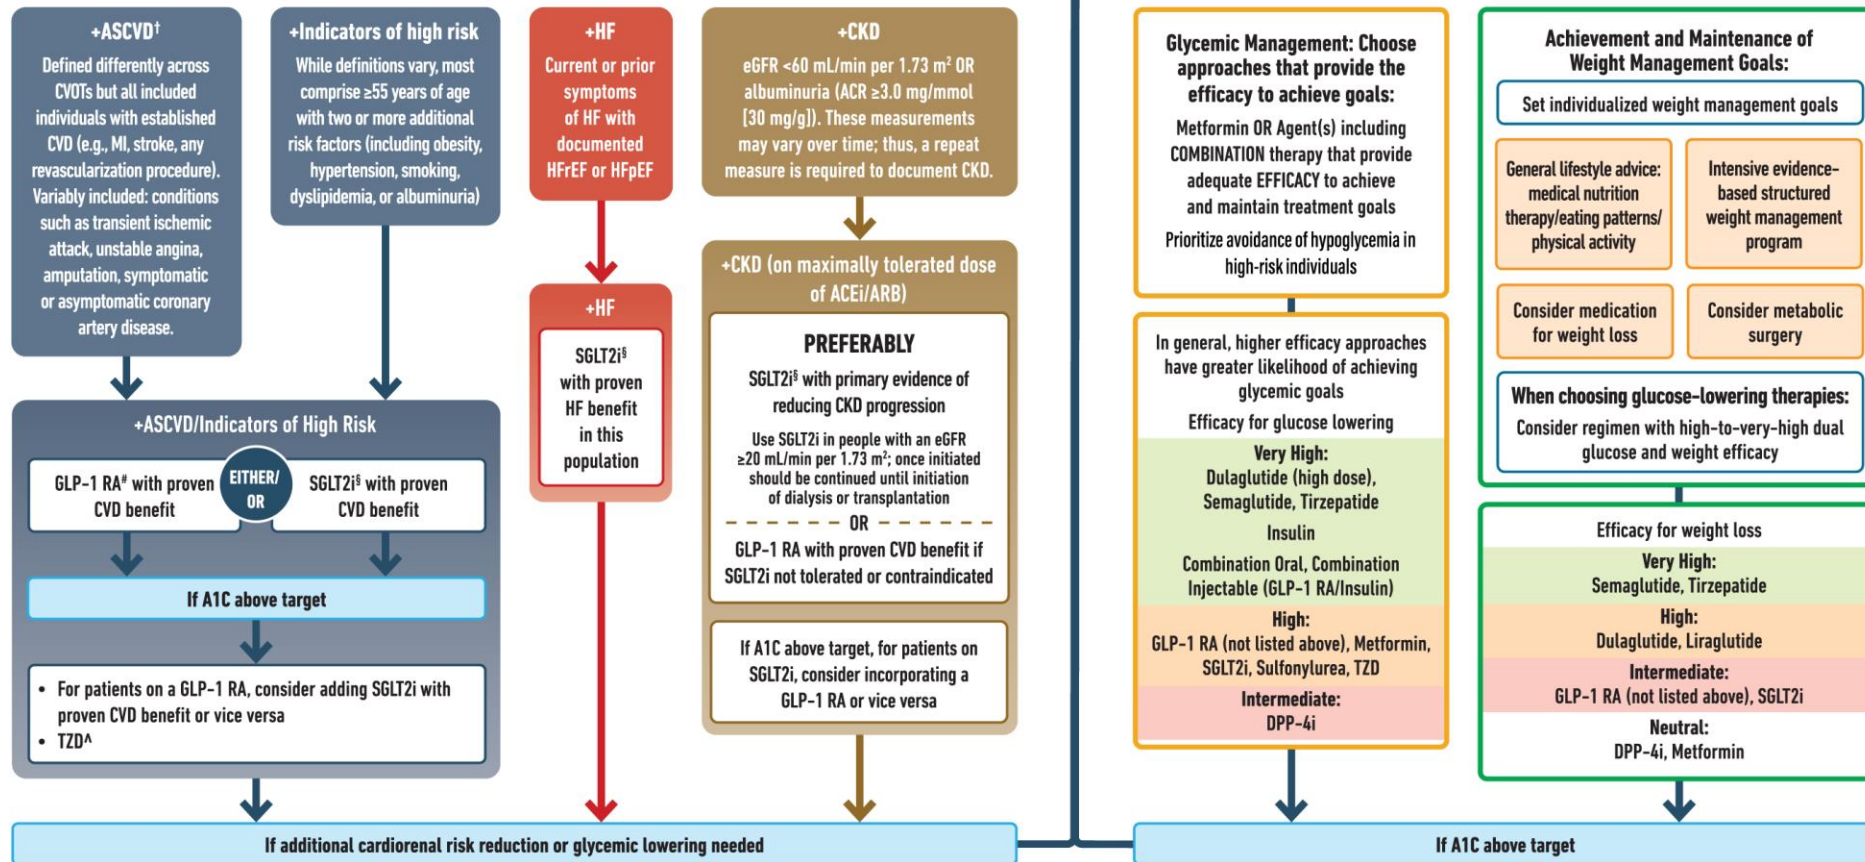 +ASCVD†
Defined differently across
CVOTs but all included
individuals with established
CVD (e.g., MI, stroke, any
revascularization procedure).
Variably included: conditions
such as transient ischemic
attack, unstable angina,
amputation, symptomatic
or asymptomatic coronary
artery disease.
+Indicators of high risk
While definitions vary, most
comprise ≥55 years of age
with two or more additional
risk factors (including obesity,
hypertension, smoking,
dyslipidemia, or albuminuria)
+ASCVD/Indicators of High Risk
GLP-1 RA# with proven
CVD benefit
EITHER/
OR
SGLT2i§ with proven
CVD benefit
If A1C above target
• For patients on a GLP-1 RA, consider adding SGLT2i with
proven CVD benefit or vice versa
• TZD^
+HF
Current or prior
symptoms
of HF with
documented
HFrEF or HFpEF
+HF
SGLT2i§
with proven
HF benefit
in this
population
+CKD
eGFR <60 mL/min per 1.73 m² OR
albuminuria (ACR ≥3.0 mg/mmol
[30 mg/g]). These measurements
may vary over time; thus, a repeat
measure is required to document CKD.
+CKD (on maximally tolerated dose
of ACEi/ARB)
PREFERABLY
SGLT2i§ with primary evidence of
reducing CKD progression
Use SGLT2i in people with an eGFR
≥20 mL/min per 1.73 m²; once initiated
should be continued until initiation
of dialysis or transplantation
OR
GLP-1 RA with proven CVD benefit if
SGLT2i not tolerated or contraindicated
If A1C above target, for patients on
SGLT2i, consider incorporating a
GLP-1 RA or vice versa
If additional cardiorenal risk reduction or glycemic lowering needed
Glycemic Management: Choose
approaches that provide the
efficacy to achieve goals:
Metformin OR Agent(s) including
COMBINATION therapy that provide
adequate EFFICACY to achieve
and maintain treatment goals
Prioritize avoidance of hypoglycemia in
high-risk individuals
In general, higher efficacy approaches
have greater likelihood of achieving
glycemic goals
Efficacy for glucose lowering
Very High:
Dulaglutide (high dose),
Semaglutide, Tirzepatide
Insulin
Combination Oral, Combination
Injectable (GLP-1 RA/Insulin)
High:
GLP-1 RA (not listed above), Metformin,
SGLT2i, Sulfonylurea, TZD
Intermediate:
DPP-4i
Achievement and Maintenance of
Weight Management Goals:
Set individualized weight management goals
General lifestyle advice:
medical nutrition
therapy/eating patterns/
physical activity
Intensive evidence-
based structured
weight management
program
Consider medication
for weight loss
Consider metabolic
surgery
When choosing glucose-lowering therapies:
Consider regimen with high-to-very-high dual
glucose and weight efficacy
Efficacy for weight loss
Very High:
Semaglutide, Tirzepatide
High:
Dulaglutide, Liraglutide
Intermediate:
GLP-1 RA (not listed above), SGLT2i
Neutral:
DPP-4i, Metformin
If A1C above target